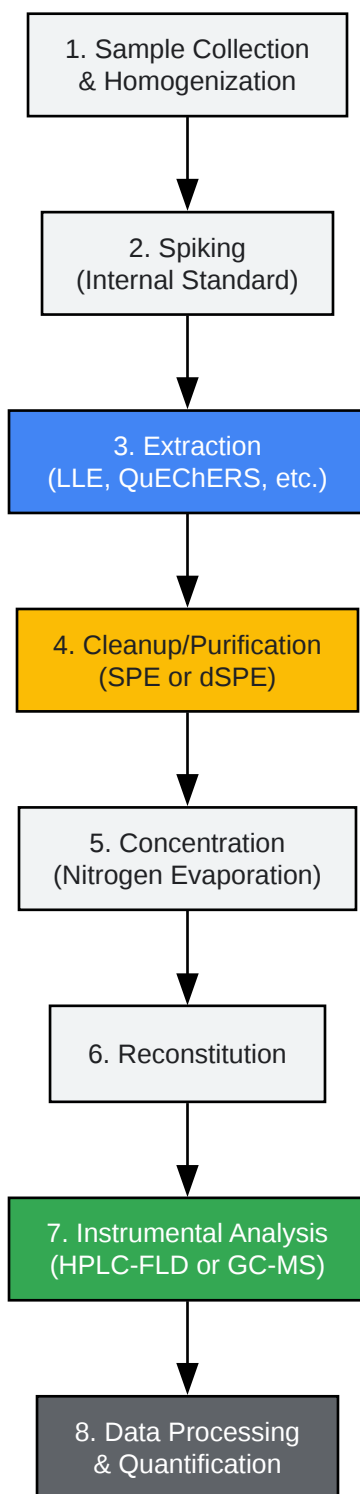 1. Sample Collection
& Homogenization
2. Spiking
(Internal Standard)
3. Extraction
(LLE, QuEChERS, etc.)
4. Cleanup/Purification
(SPE or dSPE)
5. Concentration
(Nitrogen Evaporation)
6. Reconstitution
7. Instrumental Analysis
(HPLC-FLD or GC-MS)
8. Data Processing
& Quantification